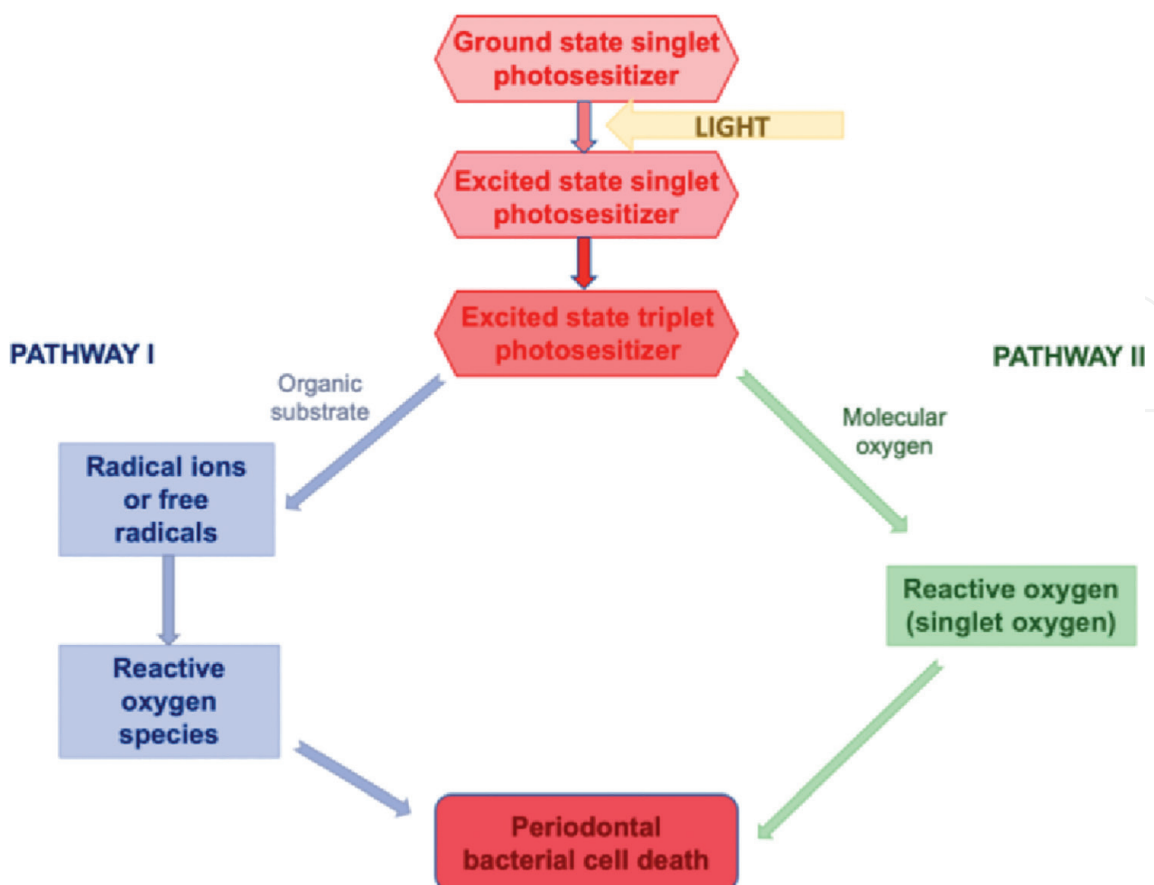 Ground state singlet
photosesitizer
LIGHT
Excited state singlet
photosesitizer
Excited state triplet
photosesitizer
PATHWAY I
PATHWAY II
Organic
substrate
Molecular
oxygen
Radical ions
or free
radicals
Reactive oxygen
(singlet oxygen)
Reactive
oxygen
species
Periodontal
bacterial cell death